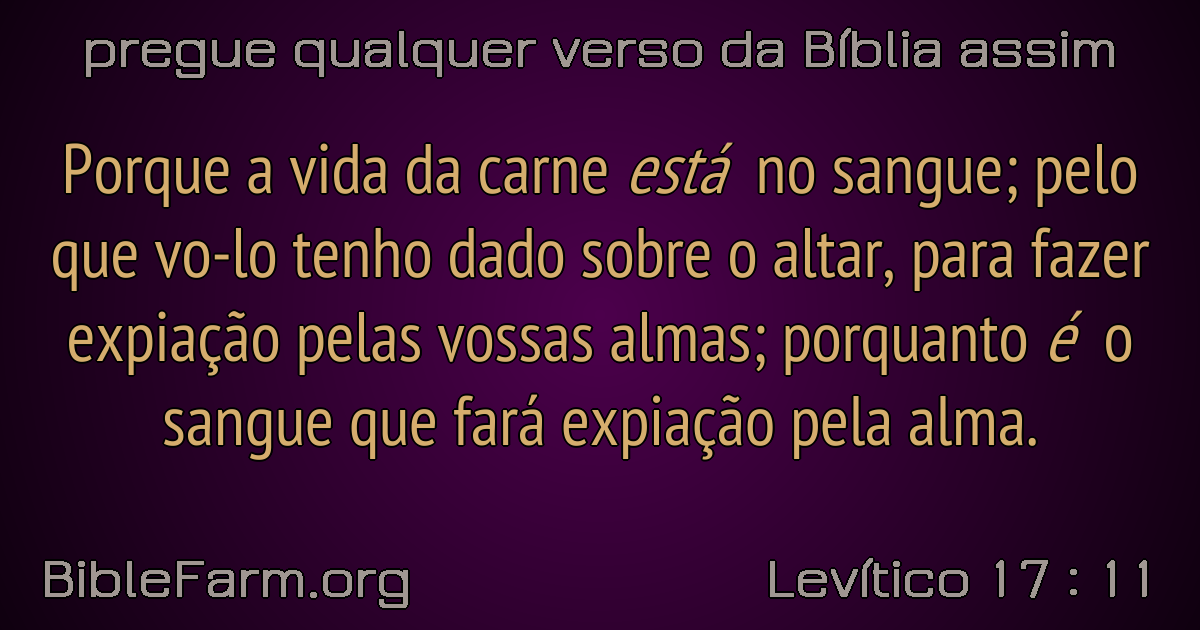 pregue qualquer verso da Bíblia assim
Porque a vida da carne está no sangue; pelo
que vo-lo tenho dado sobre o altar, para fazer
expiação pelas vossas almas; porquanto é o
sangue que fará expiação pela alma.
BibleFarm.org
Levítico 17 : 11